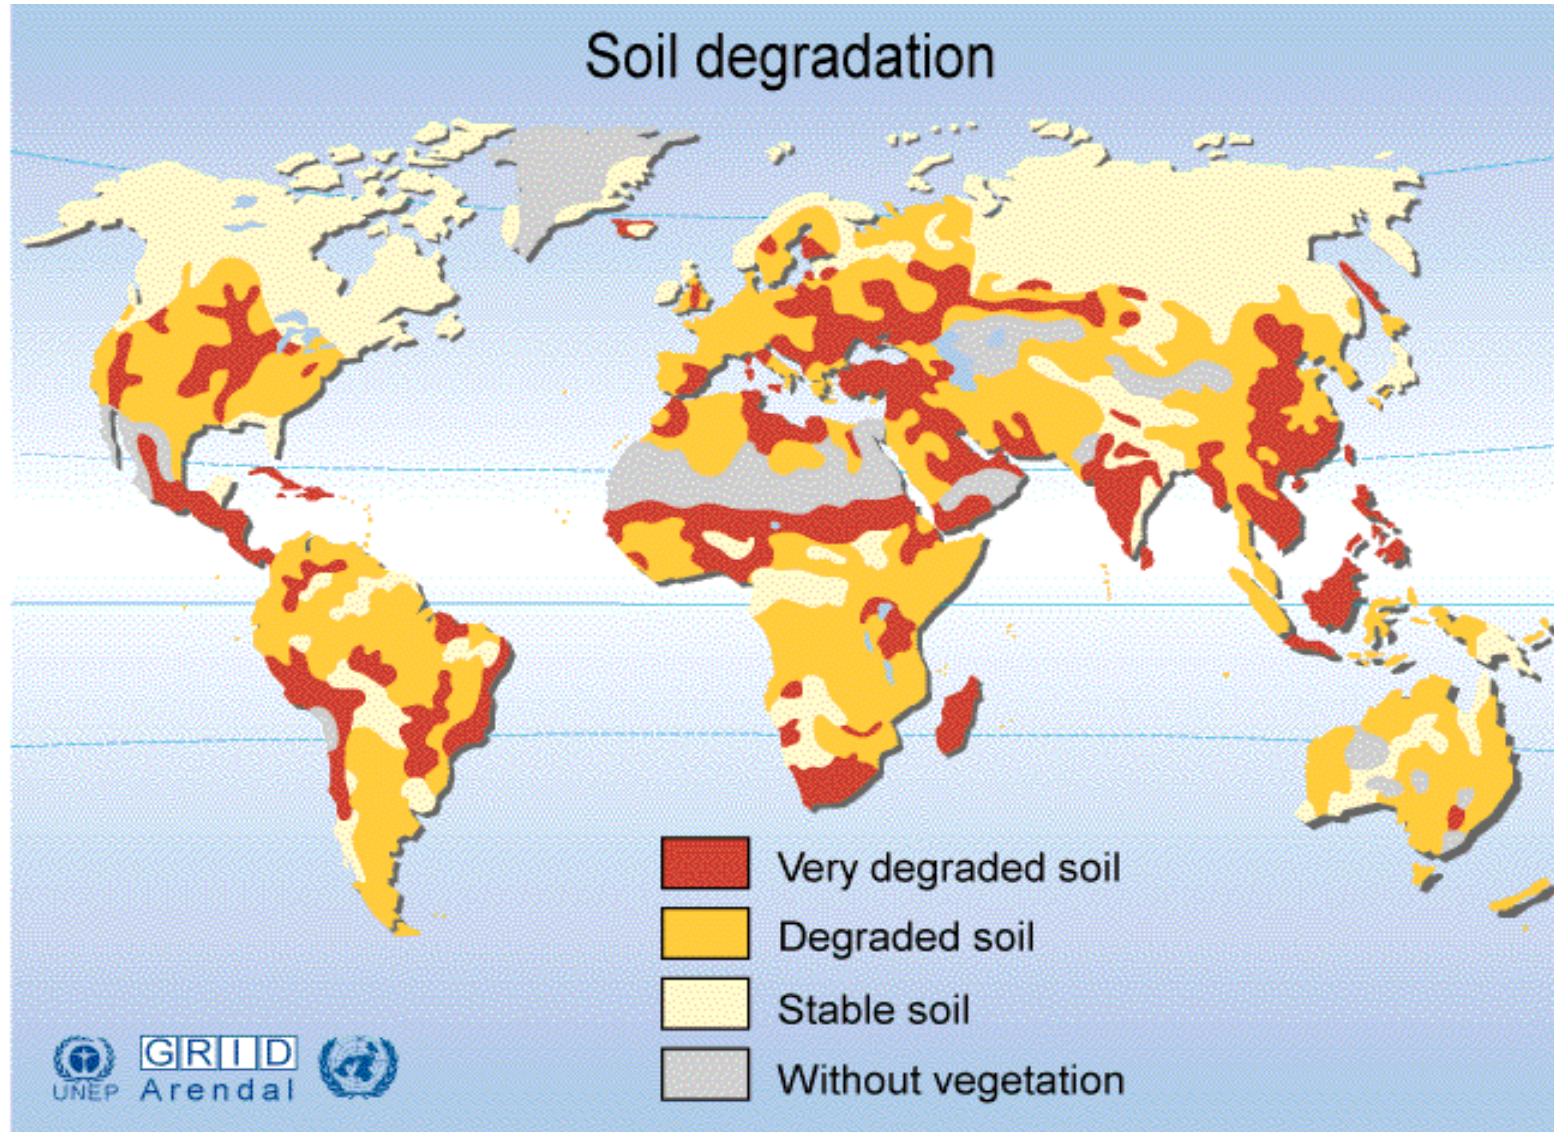 Soil degradation
Very degraded soil
Degraded soil
Stable soil
Without vegetation
UNEP
GRID
Arendal